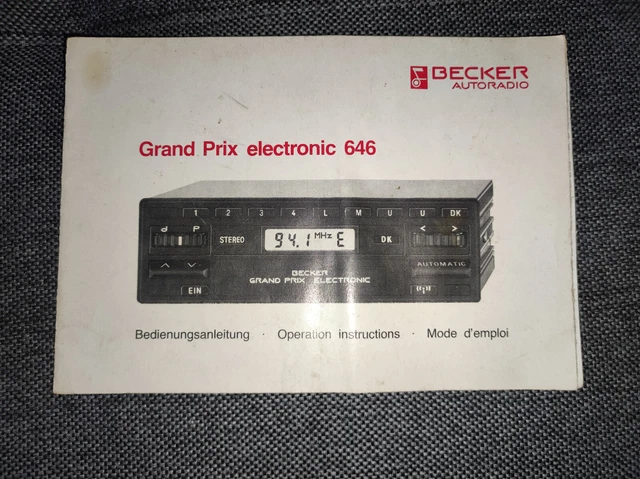 BECKER
AUTORADIO
Grand Prix electronic 646
1 2 3 4 L M U U DK
d P
< >
STEREO
94.1 MHz E
DK
BECKER
GRAND PRIX ELECTRONIC
AUTOMATIC
EIN
Bedienungsanleitung · Operation instructions · Mode d'emploi